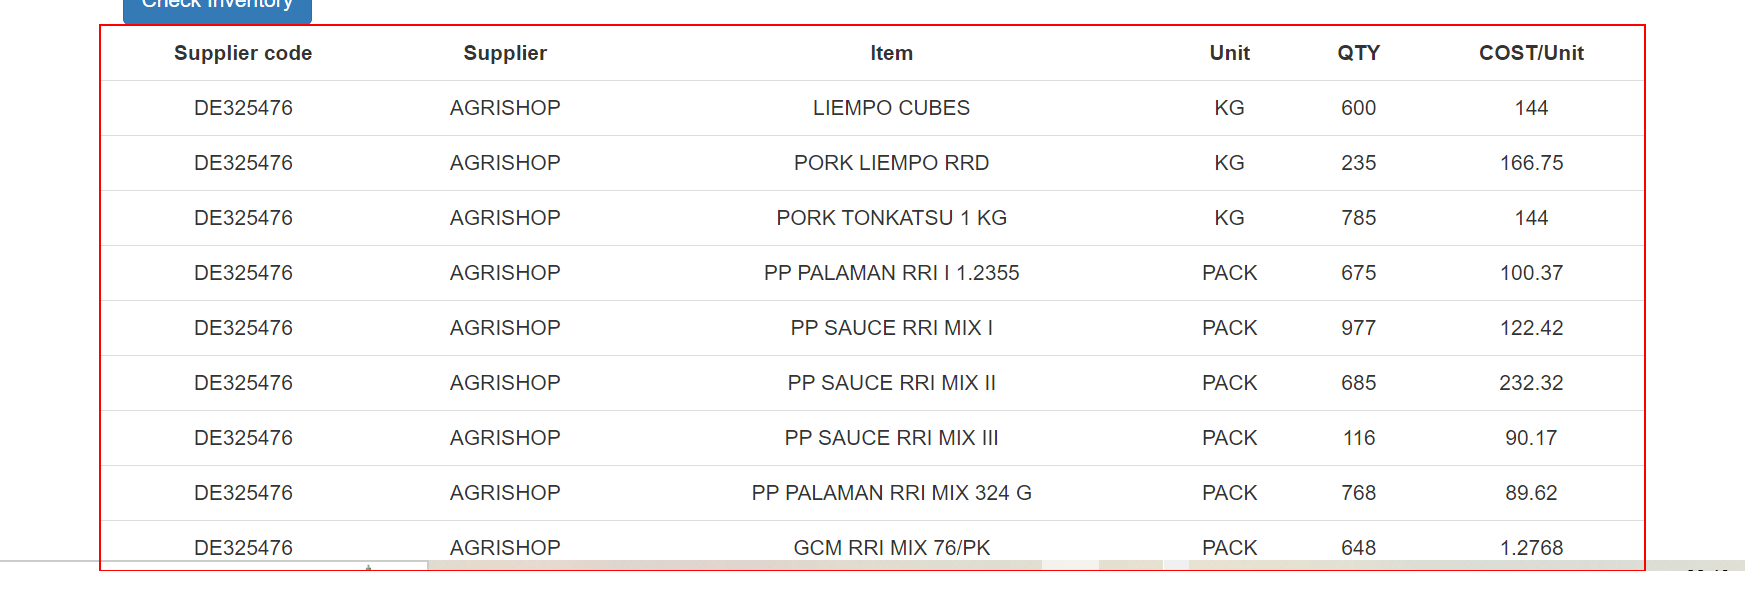 Check Inventory
Supplier code Supplier Item Unit QTY COST/Unit
DE325476 AGRISHOP LIEMPO CUBES KG 600 144
DE325476 AGRISHOP PORK LIEMPO RRD KG 235 166.75
DE325476 AGRISHOP PORK TONKATSU 1 KG KG 785 144
DE325476 AGRISHOP PP PALAMAN RRI I 1.2355 PACK 675 100.37
DE325476 AGRISHOP PP SAUCE RRI MIX I PACK 977 122.42
DE325476 AGRISHOP PP SAUCE RRI MIX II PACK 685 232.32
DE325476 AGRISHOP PP SAUCE RRI MIX III PACK 116 90.17
DE325476 AGRISHOP PP PALAMAN RRI MIX 324 G PACK 768 89.62
DE325476 AGRISHOP GCM RRI MIX 76/PK PACK 648 1.2768